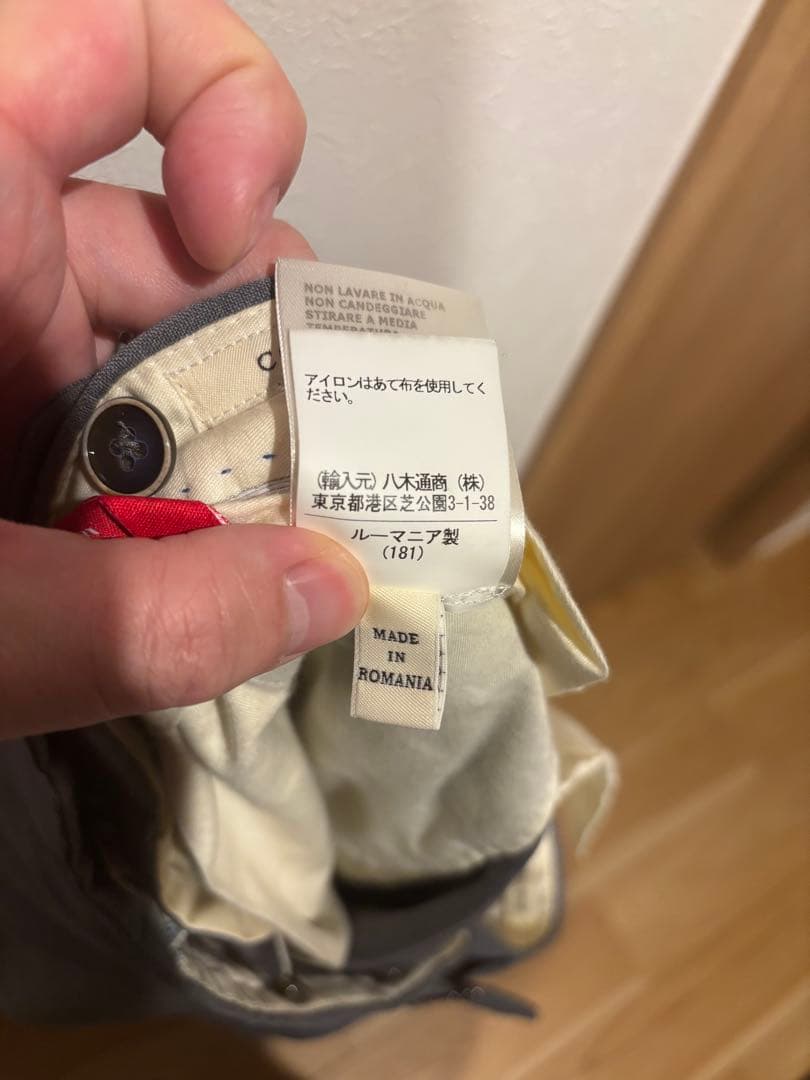 NON LAVARE IN ACQUA
NON CANDEGGIARE
STIRARE A MEDIA
TEMPERATURA
C
アイロンはあて布を使用してく
ださい。
(輸入元) 八木通商 (株)
東京都港区芝公園3-1-38
ルーマニア製
(181)
MADE
IN
ROMANIA